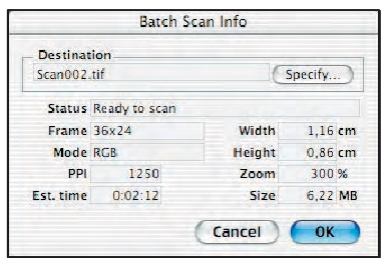 Batch Scan Info
Destination
Scan002.tif Specify...
Status Ready to scan
Frame 36x24 Width 1,16 cm
Mode RGB Height 0,86 cm
PPI 1250 Zoom 300 %
Est. time 0:02:12 Size 6,22 MB
Cancel OK